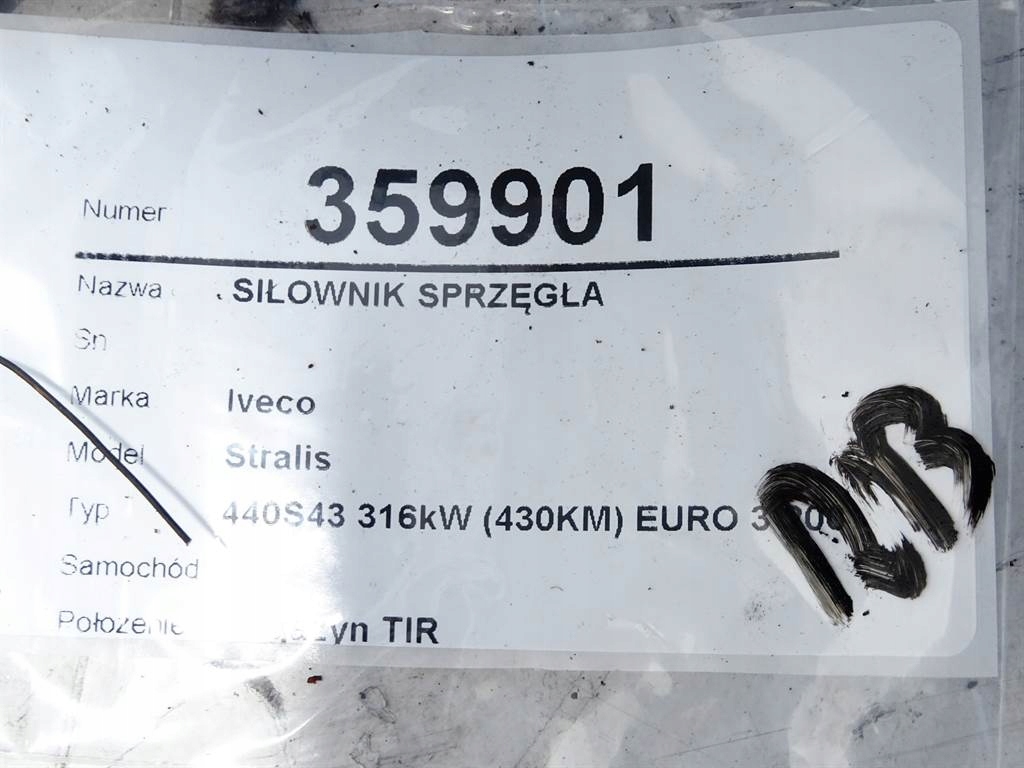 Numer 359901
Nazwa SIŁOWNIK SPRZĘGŁA
Sn
Marka Iveco
Model Stralis
Typ 440S43 316kW (430KM) EURO 3
Samochód
Położenie TIR